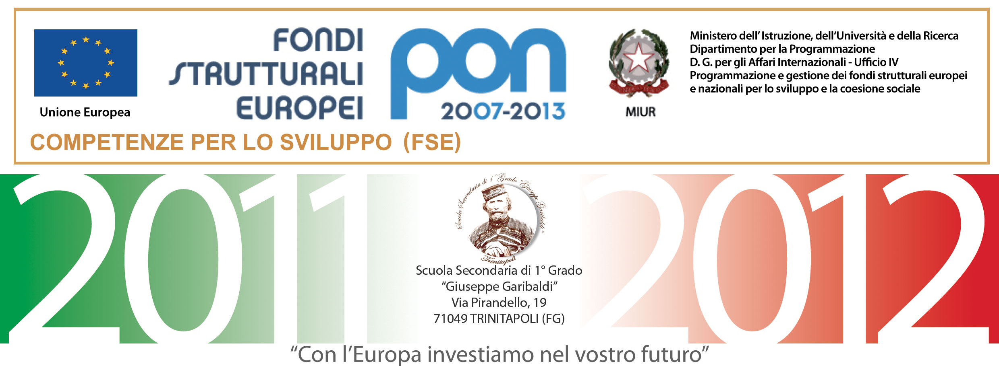 Unione Europea
FONDI
STRUTTURALI
EUROPEI
pon
2007-2013
MIUR
Ministero dell' Istruzione, dell'Università e della Ricerca
Dipartimento per la Programmazione
D. G. per gli Affari Internazionali - Ufficio IV
Programmazione e gestione dei fondi strutturali europei
e nazionali per lo sviluppo e la coesione sociale
COMPETENZE PER LO SVILUPPO (FSE)
2011
Scuola Secondaria di 1° Grado "Giuseppe Garibaldi"
Trinitapoli
Scuola Secondaria di 1° Grado
“Giuseppe Garibaldi”
Via Pirandello, 19
71049 TRINITAPOLI (FG)
2012
“Con l’Europa investiamo nel vostro futuro”